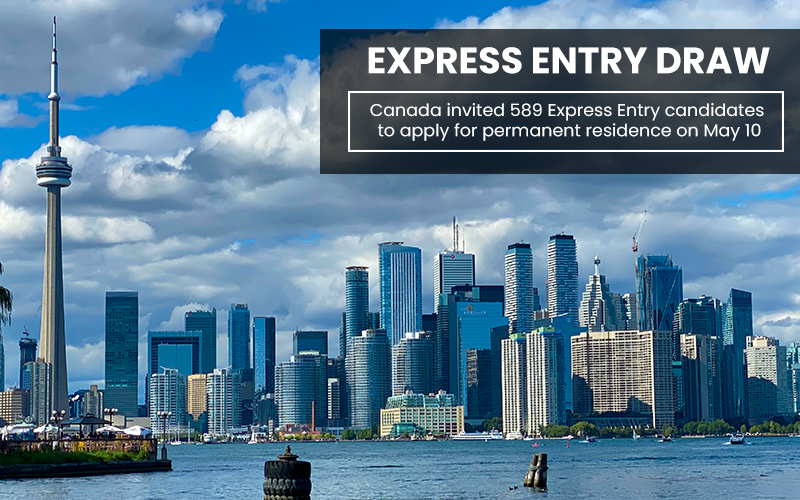 EXPRESS ENTRY DRAW
Canada invited 589 Express Entry candidates
to apply for permanent residence on May 10